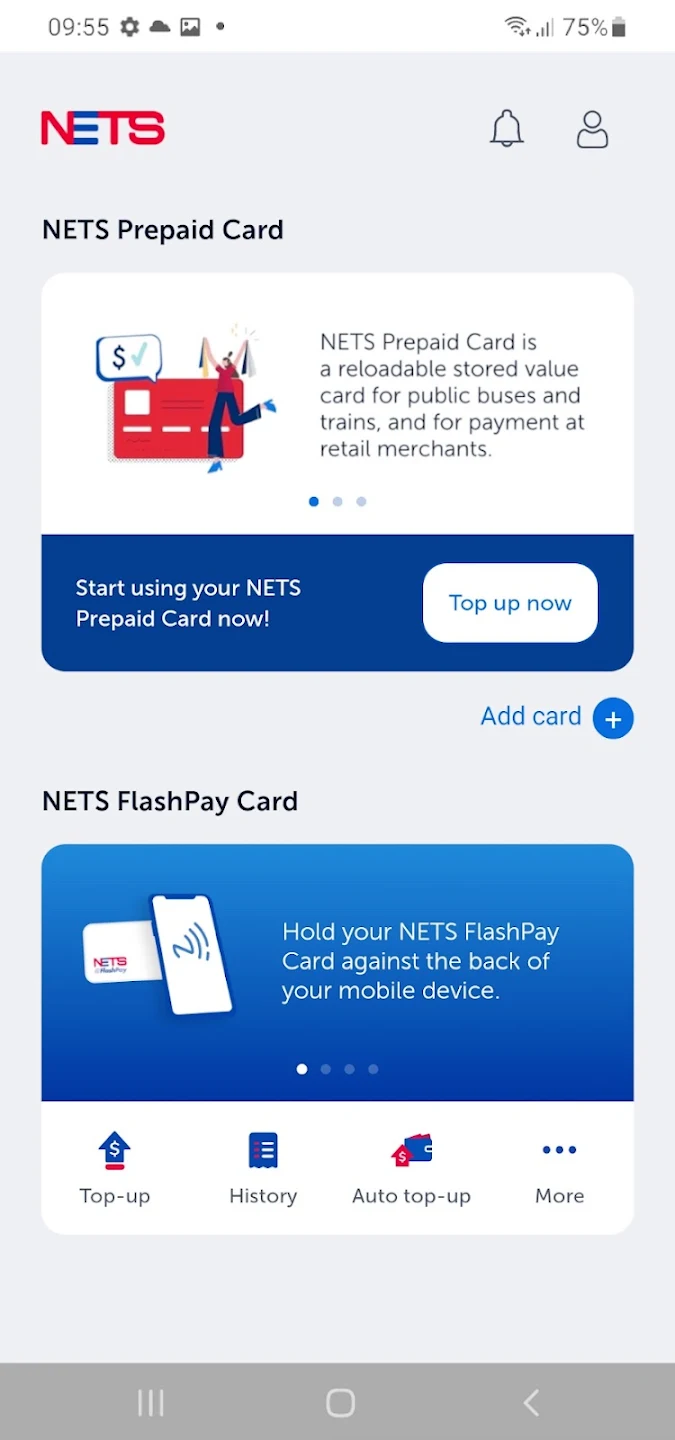 09:55
75%
NETS
NETS Prepaid Card
$
NETS Prepaid Card is
a reloadable stored value
card for public buses and
trains, and for payment at
retail merchants.
Start using your NETS
Prepaid Card now!
Top up now
Add card +
NETS FlashPay Card
NETS
FlashPay
Hold your NETS FlashPay
Card against the back of
your mobile device.
$
$
Top-up
History
Auto top-up
More